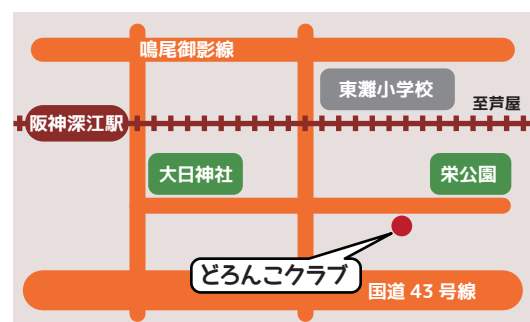 鳴尾御影線
東灘小学校
至芦屋
阪神深江駅
大日神社
栄公園
どろんこクラブ
国道 43 号線